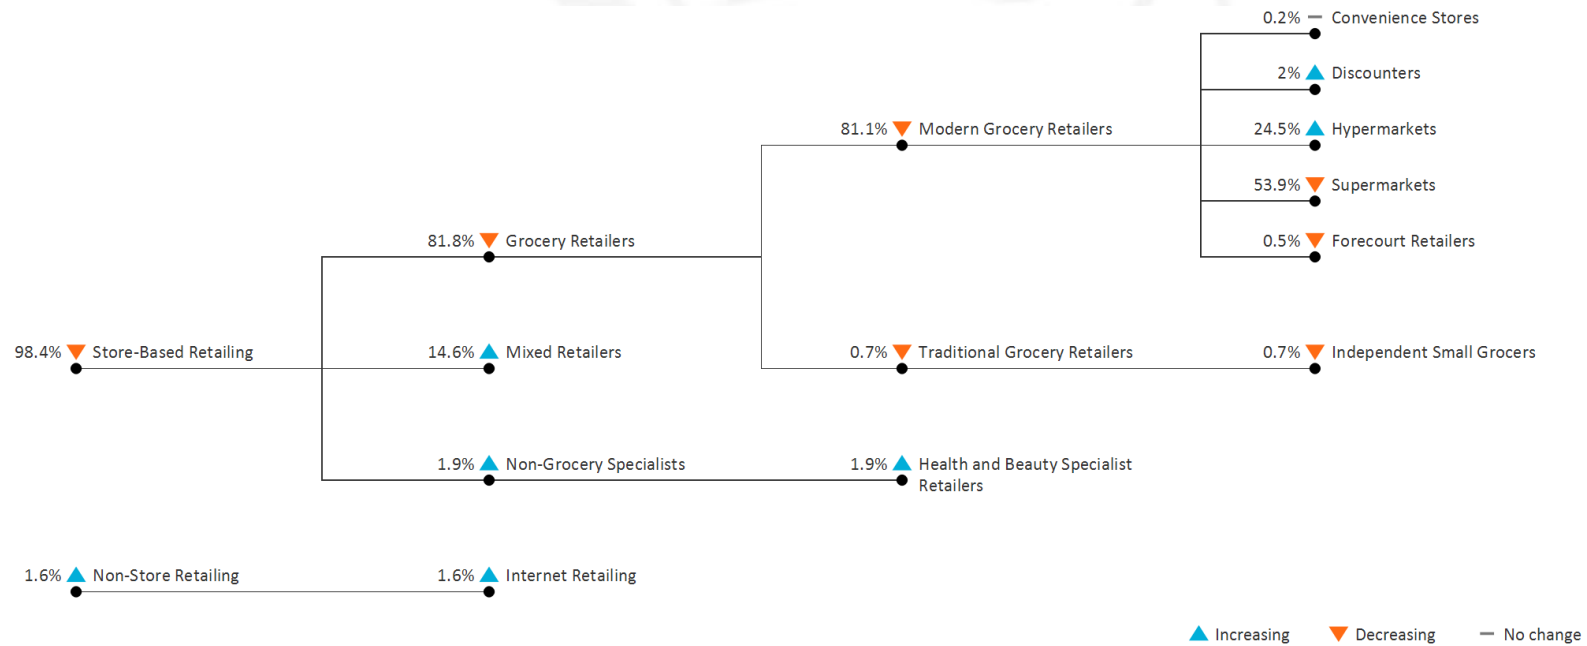 0.2% Convenience Stores
2% Discounters
81.1% Modern Grocery Retailers
24.5% Hypermarkets
53.9% Supermarkets
81.8% Grocery Retailers
0.5% Forecourt Retailers
98.4% Store-Based Retailing
14.6% Mixed Retailers
0.7% Traditional Grocery Retailers
0.7% Independent Small Grocers
1.9% Non-Grocery Specialists
1.9% Health and Beauty Specialist
Retailers
1.6% Non-Store Retailing
1.6% Internet Retailing
Increasing
Decreasing
No change